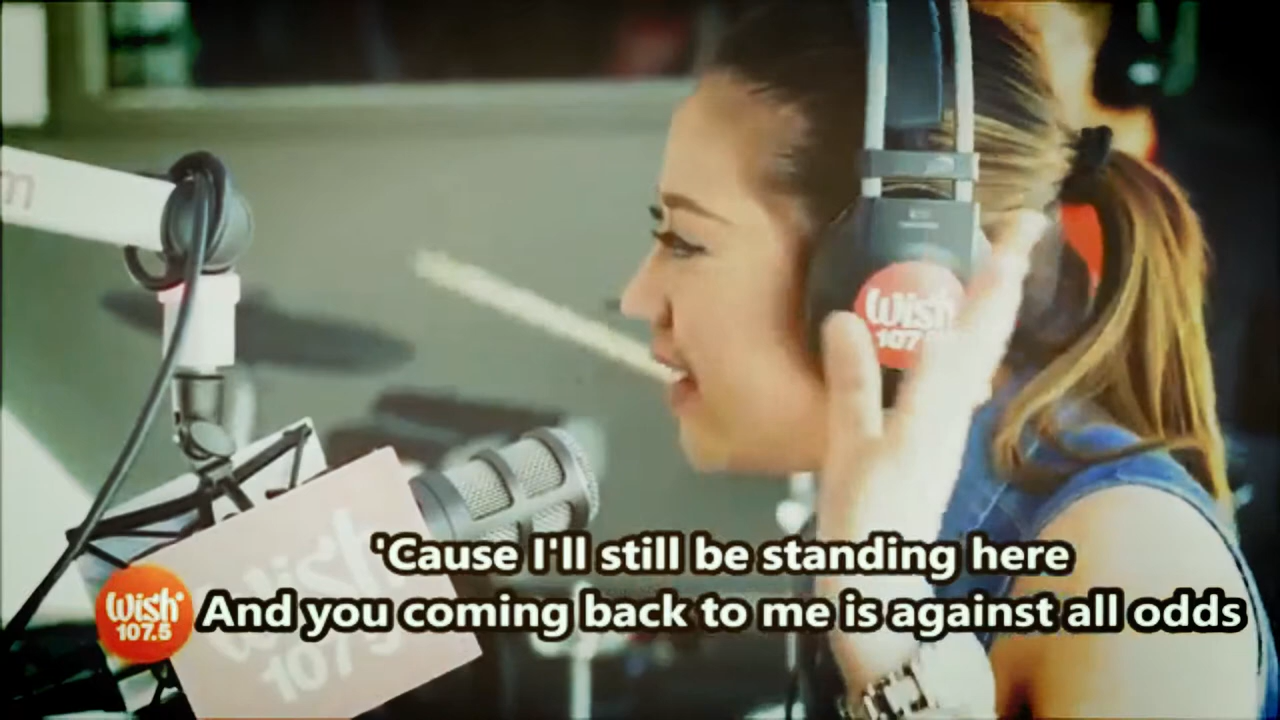 m
wish
107
wish
107.5
'Cause I'll still be standing here
And you coming back to me is against all odds
wish
107.5